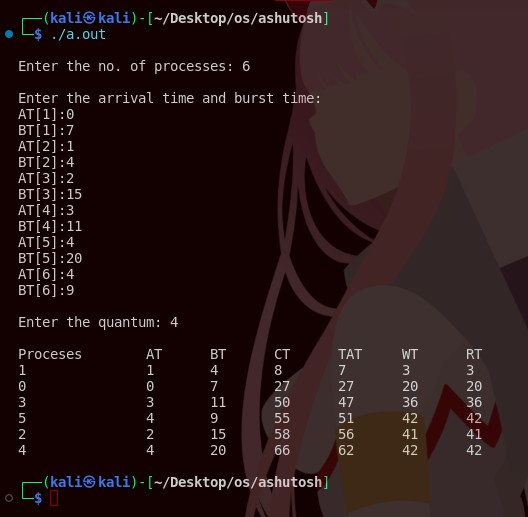 ┌──(kali㉿kali)-[~/Desktop/os/ashutosh]
└─$ ./a.out
Enter the no. of processes: 6
Enter the arrival time and burst time:
AT[1]:0
BT[1]:7
AT[2]:1
BT[2]:4
AT[3]:2
BT[3]:15
AT[4]:3
BT[4]:11
AT[5]:4
BT[5]:20
AT[6]:4
BT[6]:9
Enter the quantum: 4
Proceses AT BT CT TAT WT RT
1 1 4 8 7 3 3
0 0 7 27 27 20 20
3 3 11 50 47 36 36
5 4 9 55 51 42 42
2 2 15 58 56 41 41
4 4 20 66 62 42 42
┌──(kali㉿kali)-[~/Desktop/os/ashutosh]
└─$